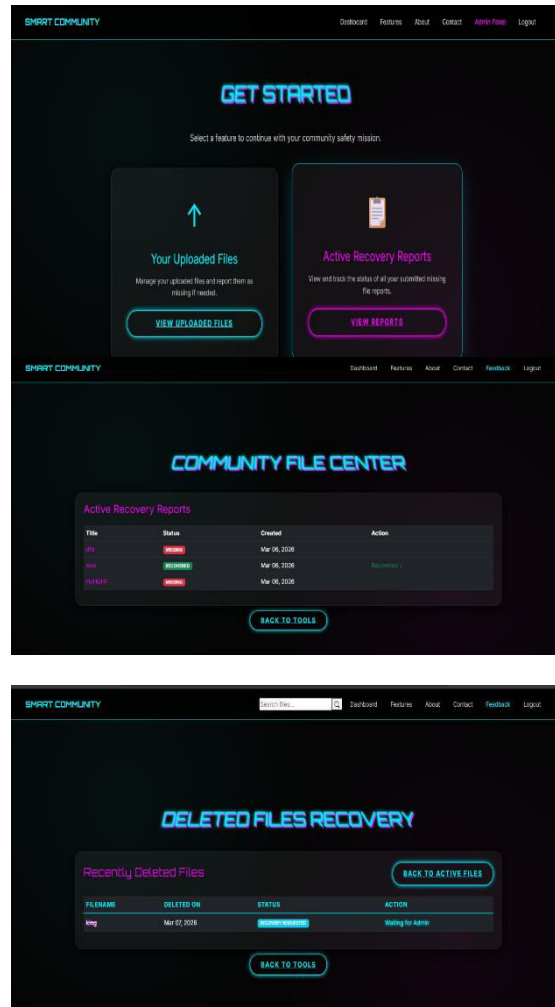 SMART COMMUNITY Dashboard Features About Contact Admin Panel Logout
GET STARTED
Select a feature to continue with your community safety mission.
Your Uploaded Files
Manage your uploaded files and report them as
missing if needed.
VIEW UPLOADED FILES
Active Recovery Reports
View and track the status of all your submitted missing
file reports.
VIEW REPORTS
SMART COMMUNITY Dashboard Features About Contact Feedback Logout
COMMUNITY FILE CENTER
Active Recovery Reports
Title Status Created Action
MISSING Mar 06, 2026
RECOVERED Mar 06, 2026 Recovered ✓
MISSING Mar 06, 2026
BACK TO TOOLS
SMART COMMUNITY Search files... Dashboard Features About Contact Feedback Logout
DELETED FILES RECOVERY
Recently Deleted Files
BACK TO ACTIVE FILES
FILENAME DELETED ON STATUS ACTION
Mar 07, 2026 RECOVERY REQUESTED Waiting for Admin
BACK TO TOOLS